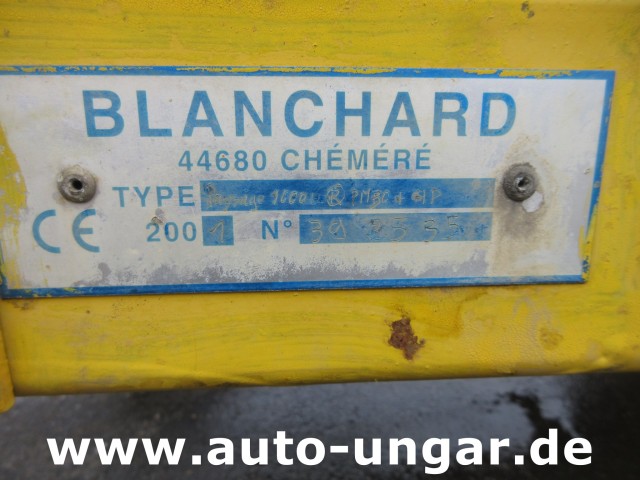 BLANCHARD
44680 CHÉMÉRÉ
TYPE
CE 2001 N°
www.auto-ungar.de